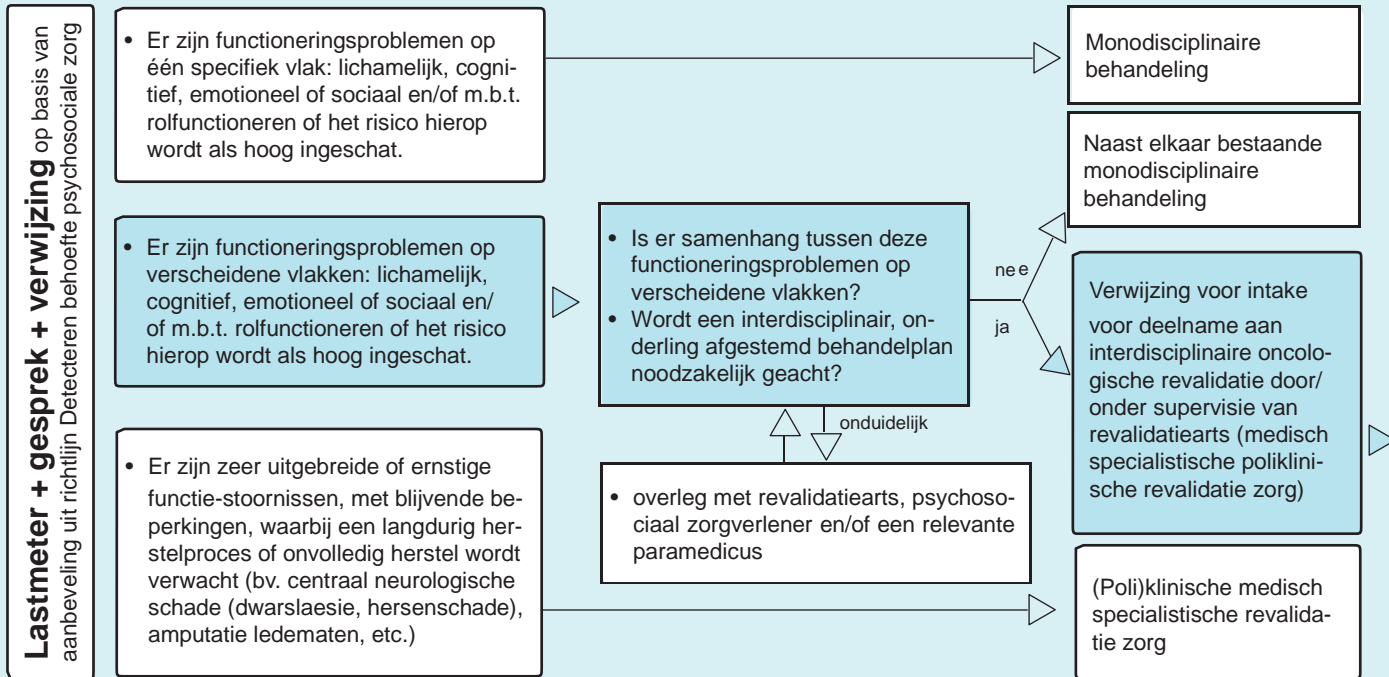 Lastmeter + gesprek + verwijzing op basis van
aanbeveling uit richtlijn Detecteren behoefte psychosociale zorg
• Er zijn functioneringsproblemen op
één specifiek vlak: lichamelijk, cogni-
tief, emotioneel of sociaal en/of m.b.t.
rolfunctioneren of het risico hierop
wordt als hoog ingeschat.
Monodisciplinaire
behandeling
Naast elkaar bestaande
monodisciplinaire
behandeling
• Er zijn functioneringsproblemen op
verscheidene vlakken: lichamelijk,
cognitief, emotioneel of sociaal en/
of m.b.t. rolfunctioneren of het risico
hierop wordt als hoog ingeschat.
• Is er samenhang tussen deze
functioneringsproblemen op
verscheidene vlakken?
• Wordt een interdisciplinair, on-
derling afgestemd behandelplan
noodzakelijk geacht?
nee
ja
Verwijzing voor intake
voor deelname aan
interdisciplinaire oncolo-
gische revalidatie door/
onder supervisie van
revalidatiearts (medisch
specialistische poliklini-
sche revalidatie zorg)
onduidelijk
• overleg met revalidatiearts, psychoso-
ciaal zorgverlener en/of een relevante
paramedicus
• Er zijn zeer uitgebreide of ernstige
functie-stoornissen, met blijvende be-
perkingen, waarbij een langdurig her-
stelproces of onvolledig herstel wordt
verwacht (bv. centraal neurologische
schade (dwarslaesie, hersenschade),
amputatie ledematen, etc.)
(Poli)klinische medisch
specialistische revalida-
tie zorg